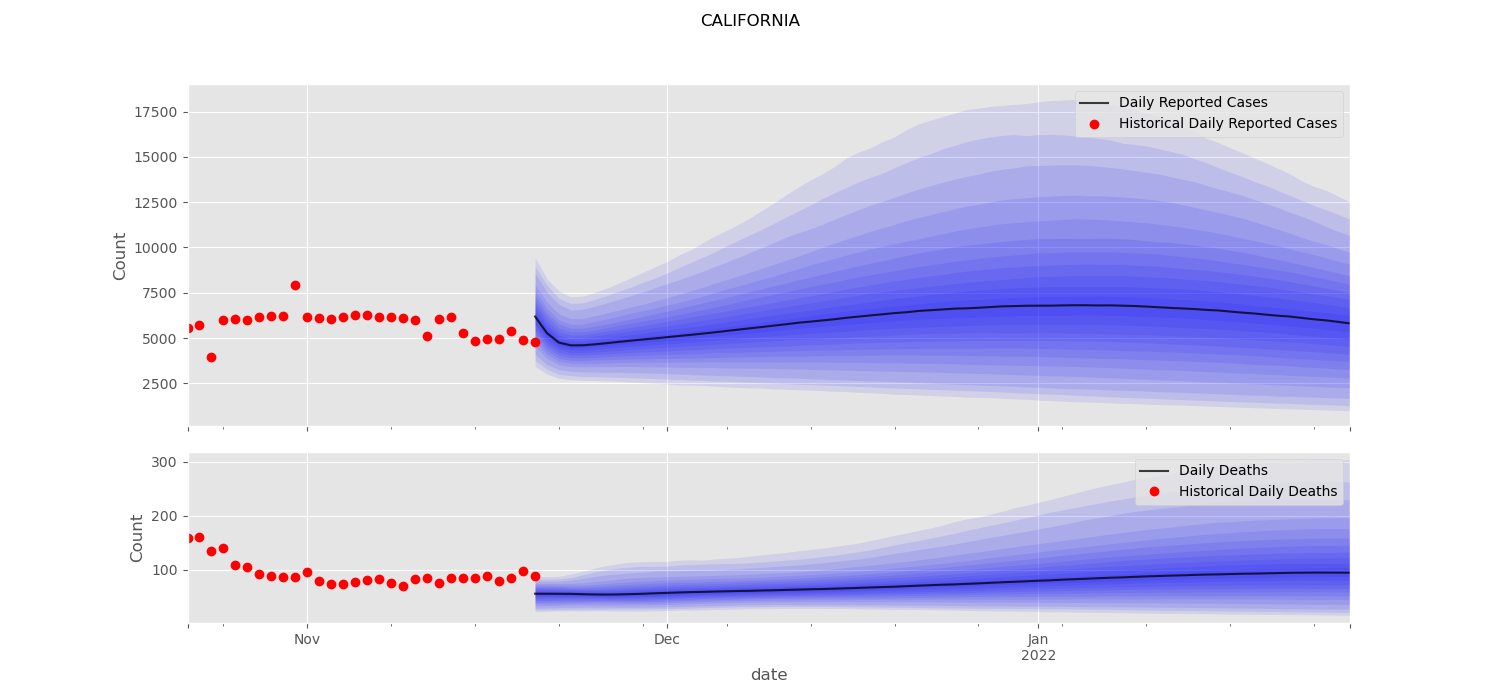 CALIFORNIA
17500
15000
12500
10000
7500
5000
2500
Count
Daily Reported Cases
Historical Daily Reported Cases
300
200
100
Count
Daily Deaths
Historical Daily Deaths
Nov
Dec
Jan
2022
date